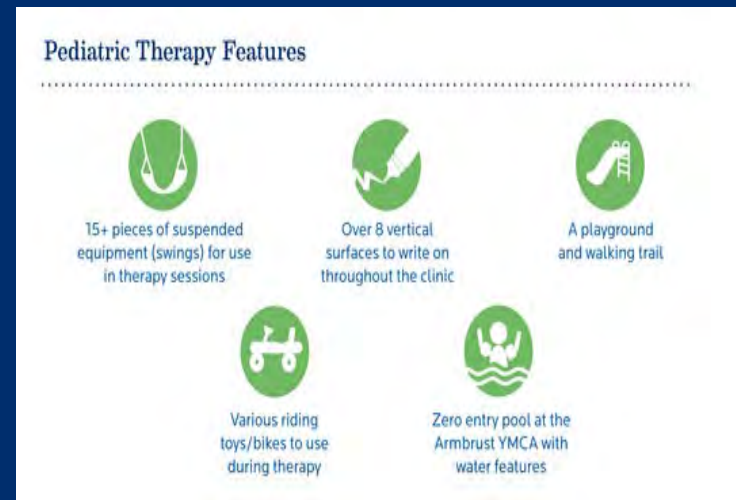 Pediatric Therapy Features
15+ pieces of suspended
equipment (swings) for use
in therapy sessions
Over 8 vertical
surfaces to write on
throughout the clinic
A playground
and walking trail
Various riding
toys/bikes to use
during therapy
Zero entry pool at the
Armbrust YMCA with
water features